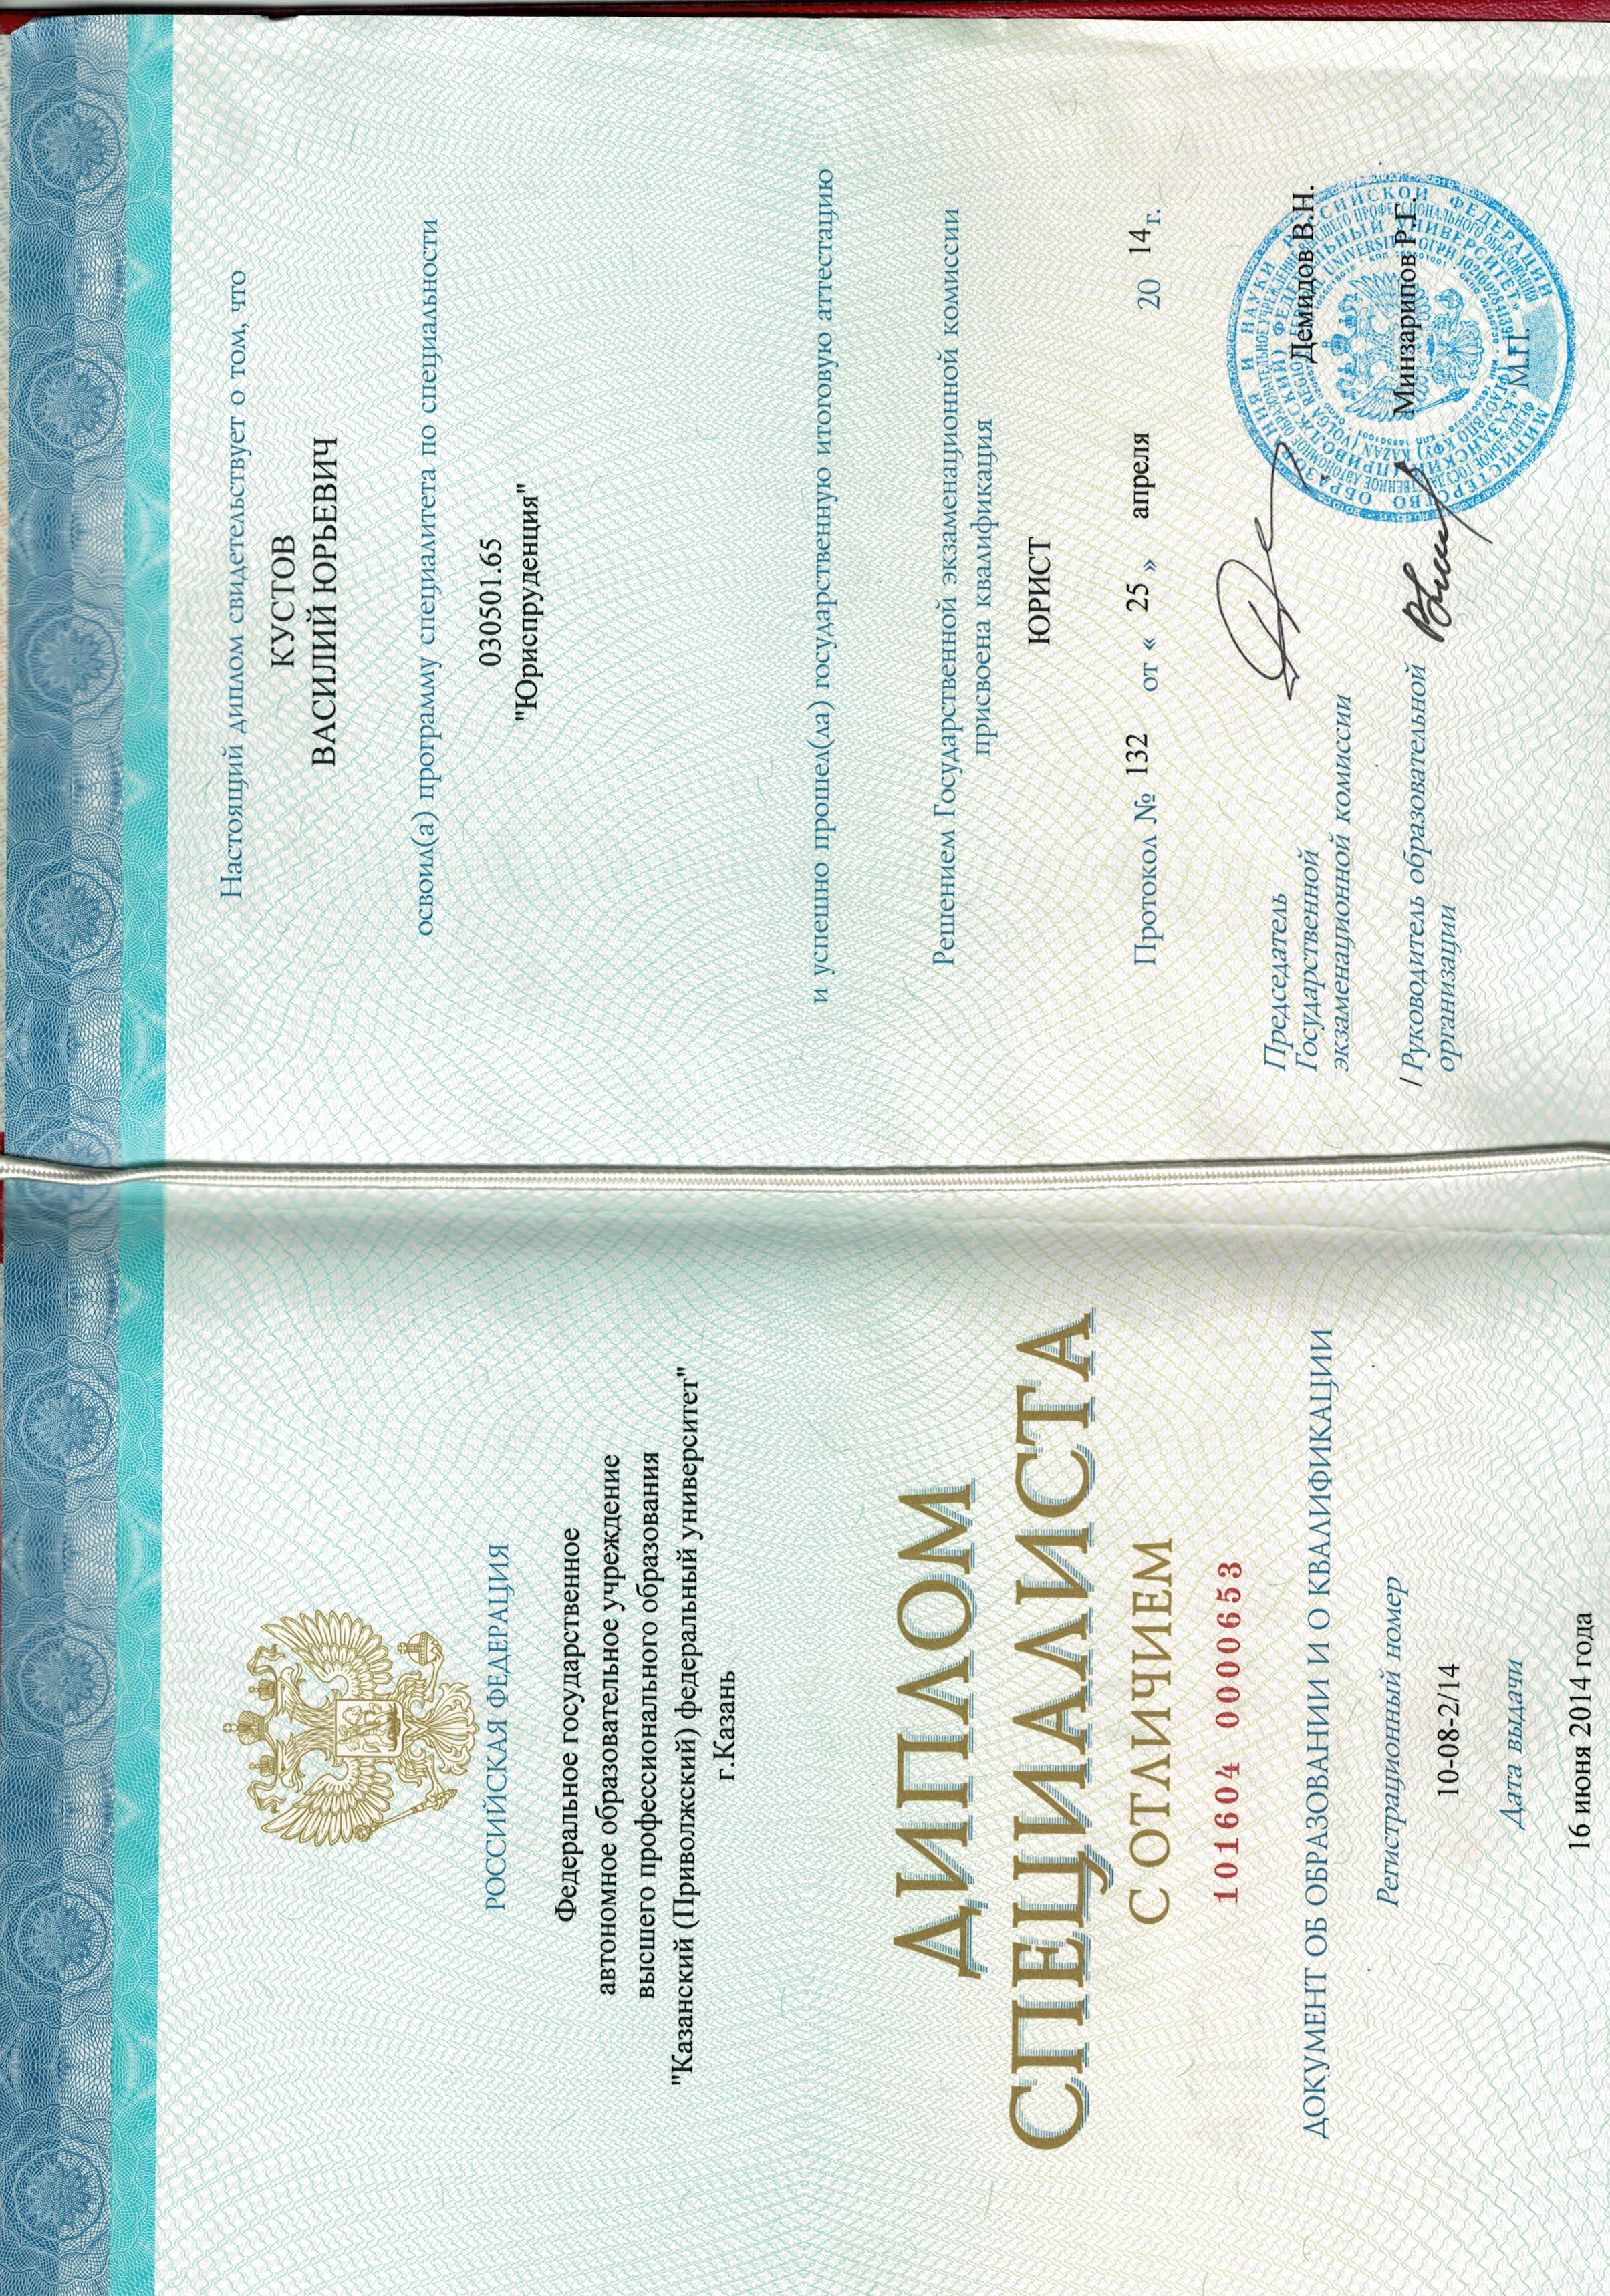 РОССИЙСКАЯ ФЕДЕРАЦИЯ
Федеральное государственное
автономное образовательное учреждение
высшего профессионального образования
"Казанский (Приволжский) федеральный университет"
г.Казань
ДИПЛОМ
СПЕЦИАЛИСТА
С ОТЛИЧИЕМ
101604 0000653
ДОКУМЕНТ ОБ ОБРАЗОВАНИИ И О КВАЛИФИКАЦИИ
Регистрационный номер
10-08-2/14
Дата выдачи
16 июня 2014 года
Настоящий диплом свидетельствует о том, что
КУСТОВ
ВАСИЛИЙ ЮРЬЕВИЧ
освоил(а) программу специалитета по специальности
030501.65
"Юриспруденция"
и успешно прошел(ла) государственную итоговую аттестацию
Решением Государственной экзаменационной комиссии
присвоена квалификация
ЮРИСТ
Протокол № 132 от « 25 » апреля 20 14 г.
Председатель
Государственной
экзаменационной комиссии
Демидов В.Н.
/ Руководитель образовательной
организации
Минзарипов Р.Г.
М.П.